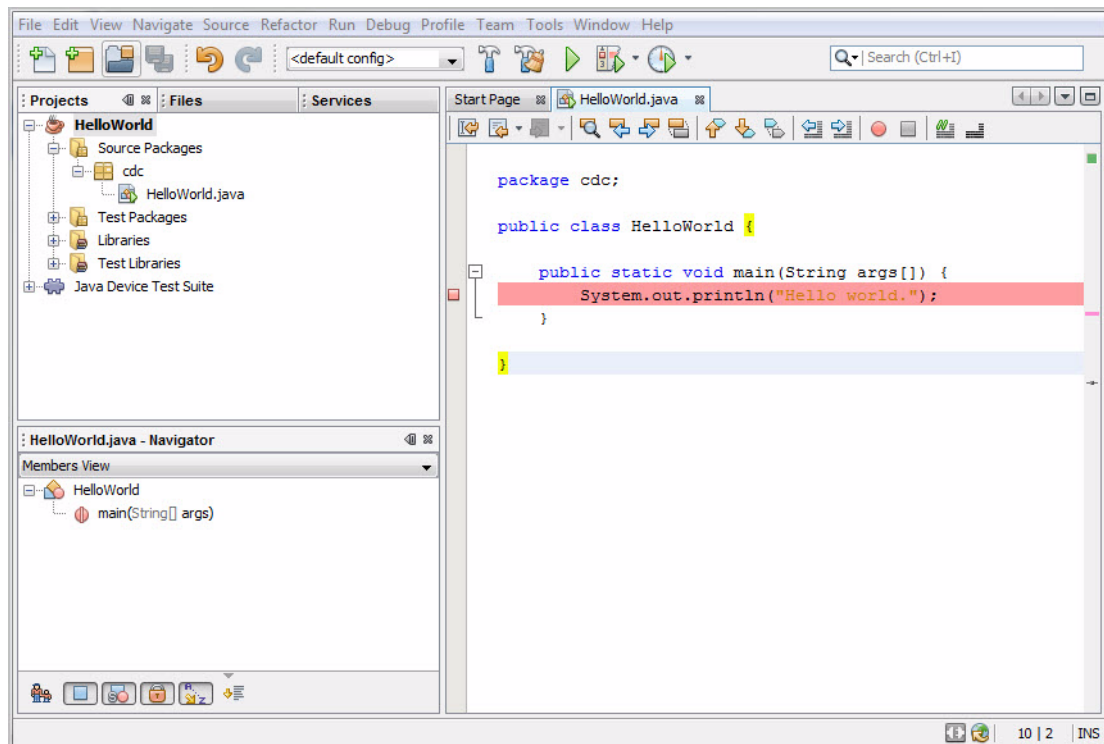 File Edit View Navigate Source Refactor Run Debug Profile Team Tools Window Help
<default config>
Search (Ctrl+I)
Projects Files Services
HelloWorld
Source Packages
cdc
HelloWorld.java
Test Packages
Libraries
Test Libraries
Java Device Test Suite
HelloWorld.java - Navigator
Members View
HelloWorld
main(String[] args)
Start Page HelloWorld.java
package cdc;
public class HelloWorld {
public static void main(String args[]) {
System.out.println("Hello world.");
}
}
10 | 2 INS